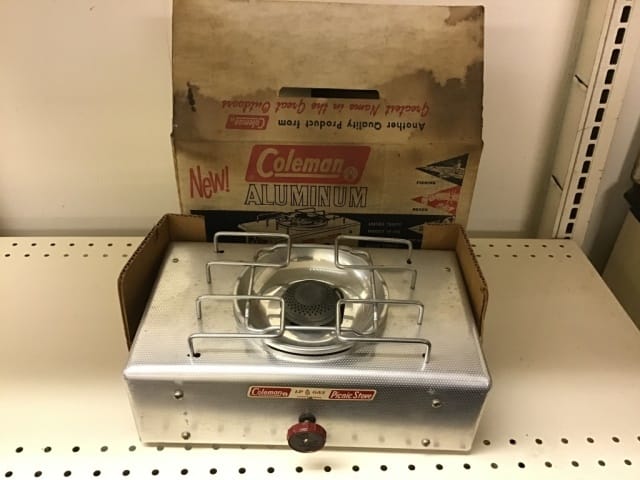 Another Quality Product from Coleman
Greatest Name in the Great Outdoors
New!
Coleman
ALUMINUM
Coleman LP GAS Picnic Stove